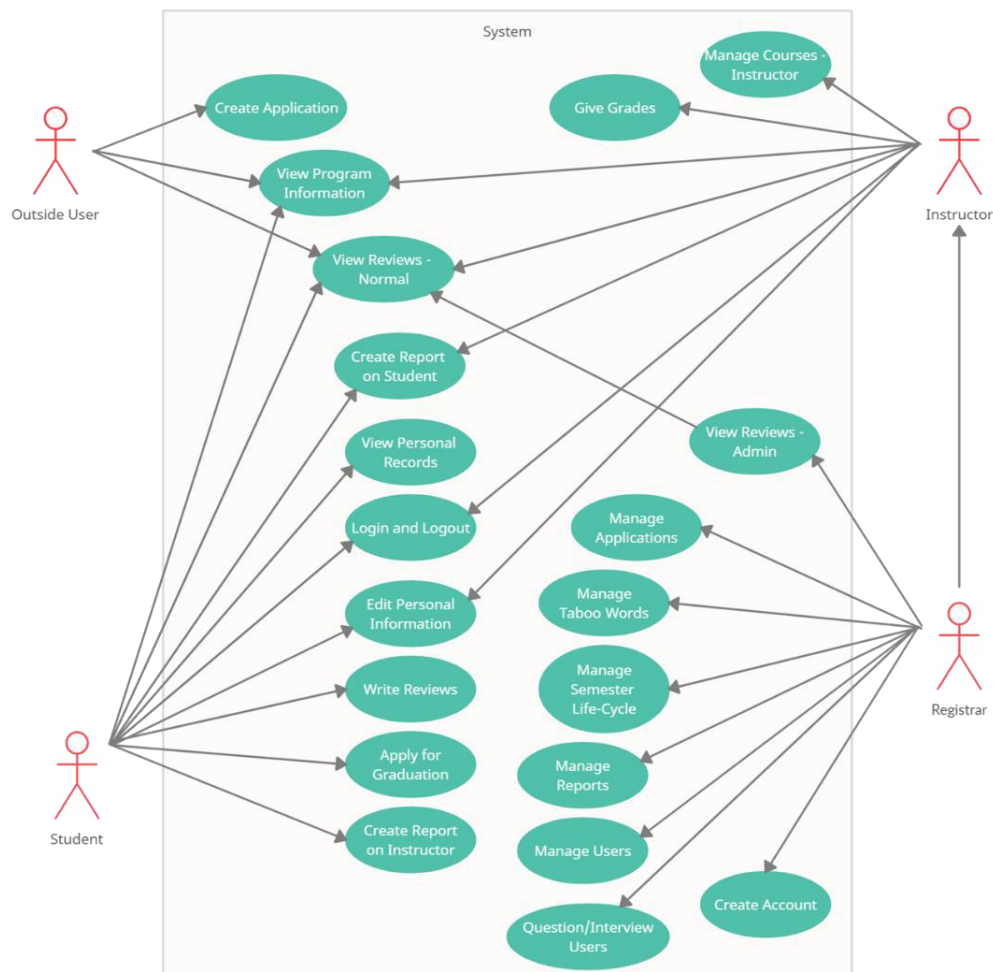 System
Manage Courses -
Instructor
Create Application
Give Grades
View Program
Information
Outside User
Instructor
View Reviews -
Normal
Create Report
on Student
View Personal
Records
View Reviews -
Admin
Login and Logout
Manage
Applications
Edit Personal
Information
Manage
Taboo Words
Write Reviews
Manage
Semester
Life-Cycle
Registrar
Apply for
Graduation
Manage
Reports
Student
Create Report
on Instructor
Manage Users
Create Account
Question/Interview
Users